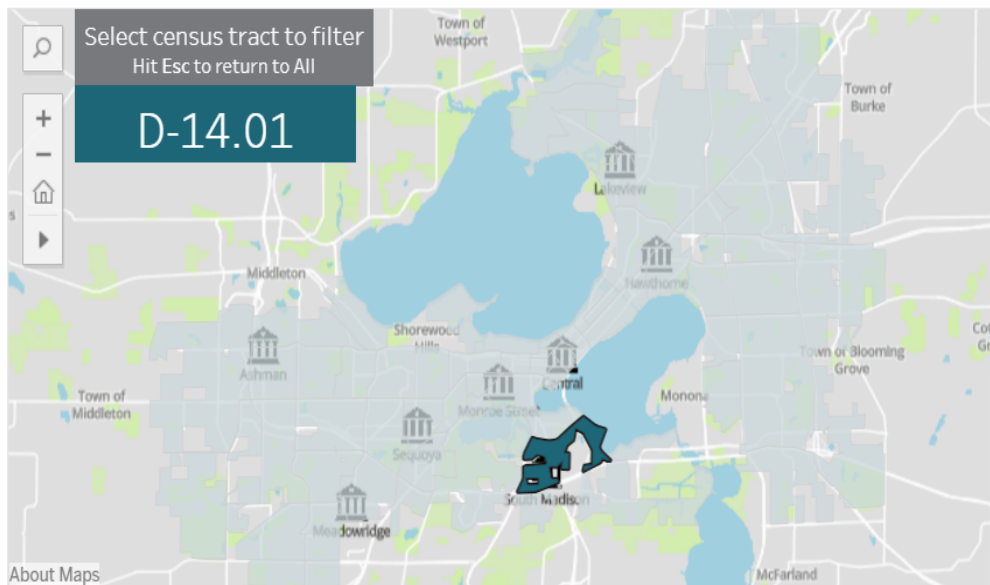 Select census tract to filter
Hit Esc to return to All
D-14.01
+
−
Town of
Westport
Town of
Burke
Lakeview
s
Hawthorne
Middleton
Shorewood
Hills
Ashman
Central
Town of Blooming
Grove
Cot
Gr
Town of
Middleton
Monroe Street
Monona
Sequoya
South Madison
Meadowridge
About Maps
McFarland